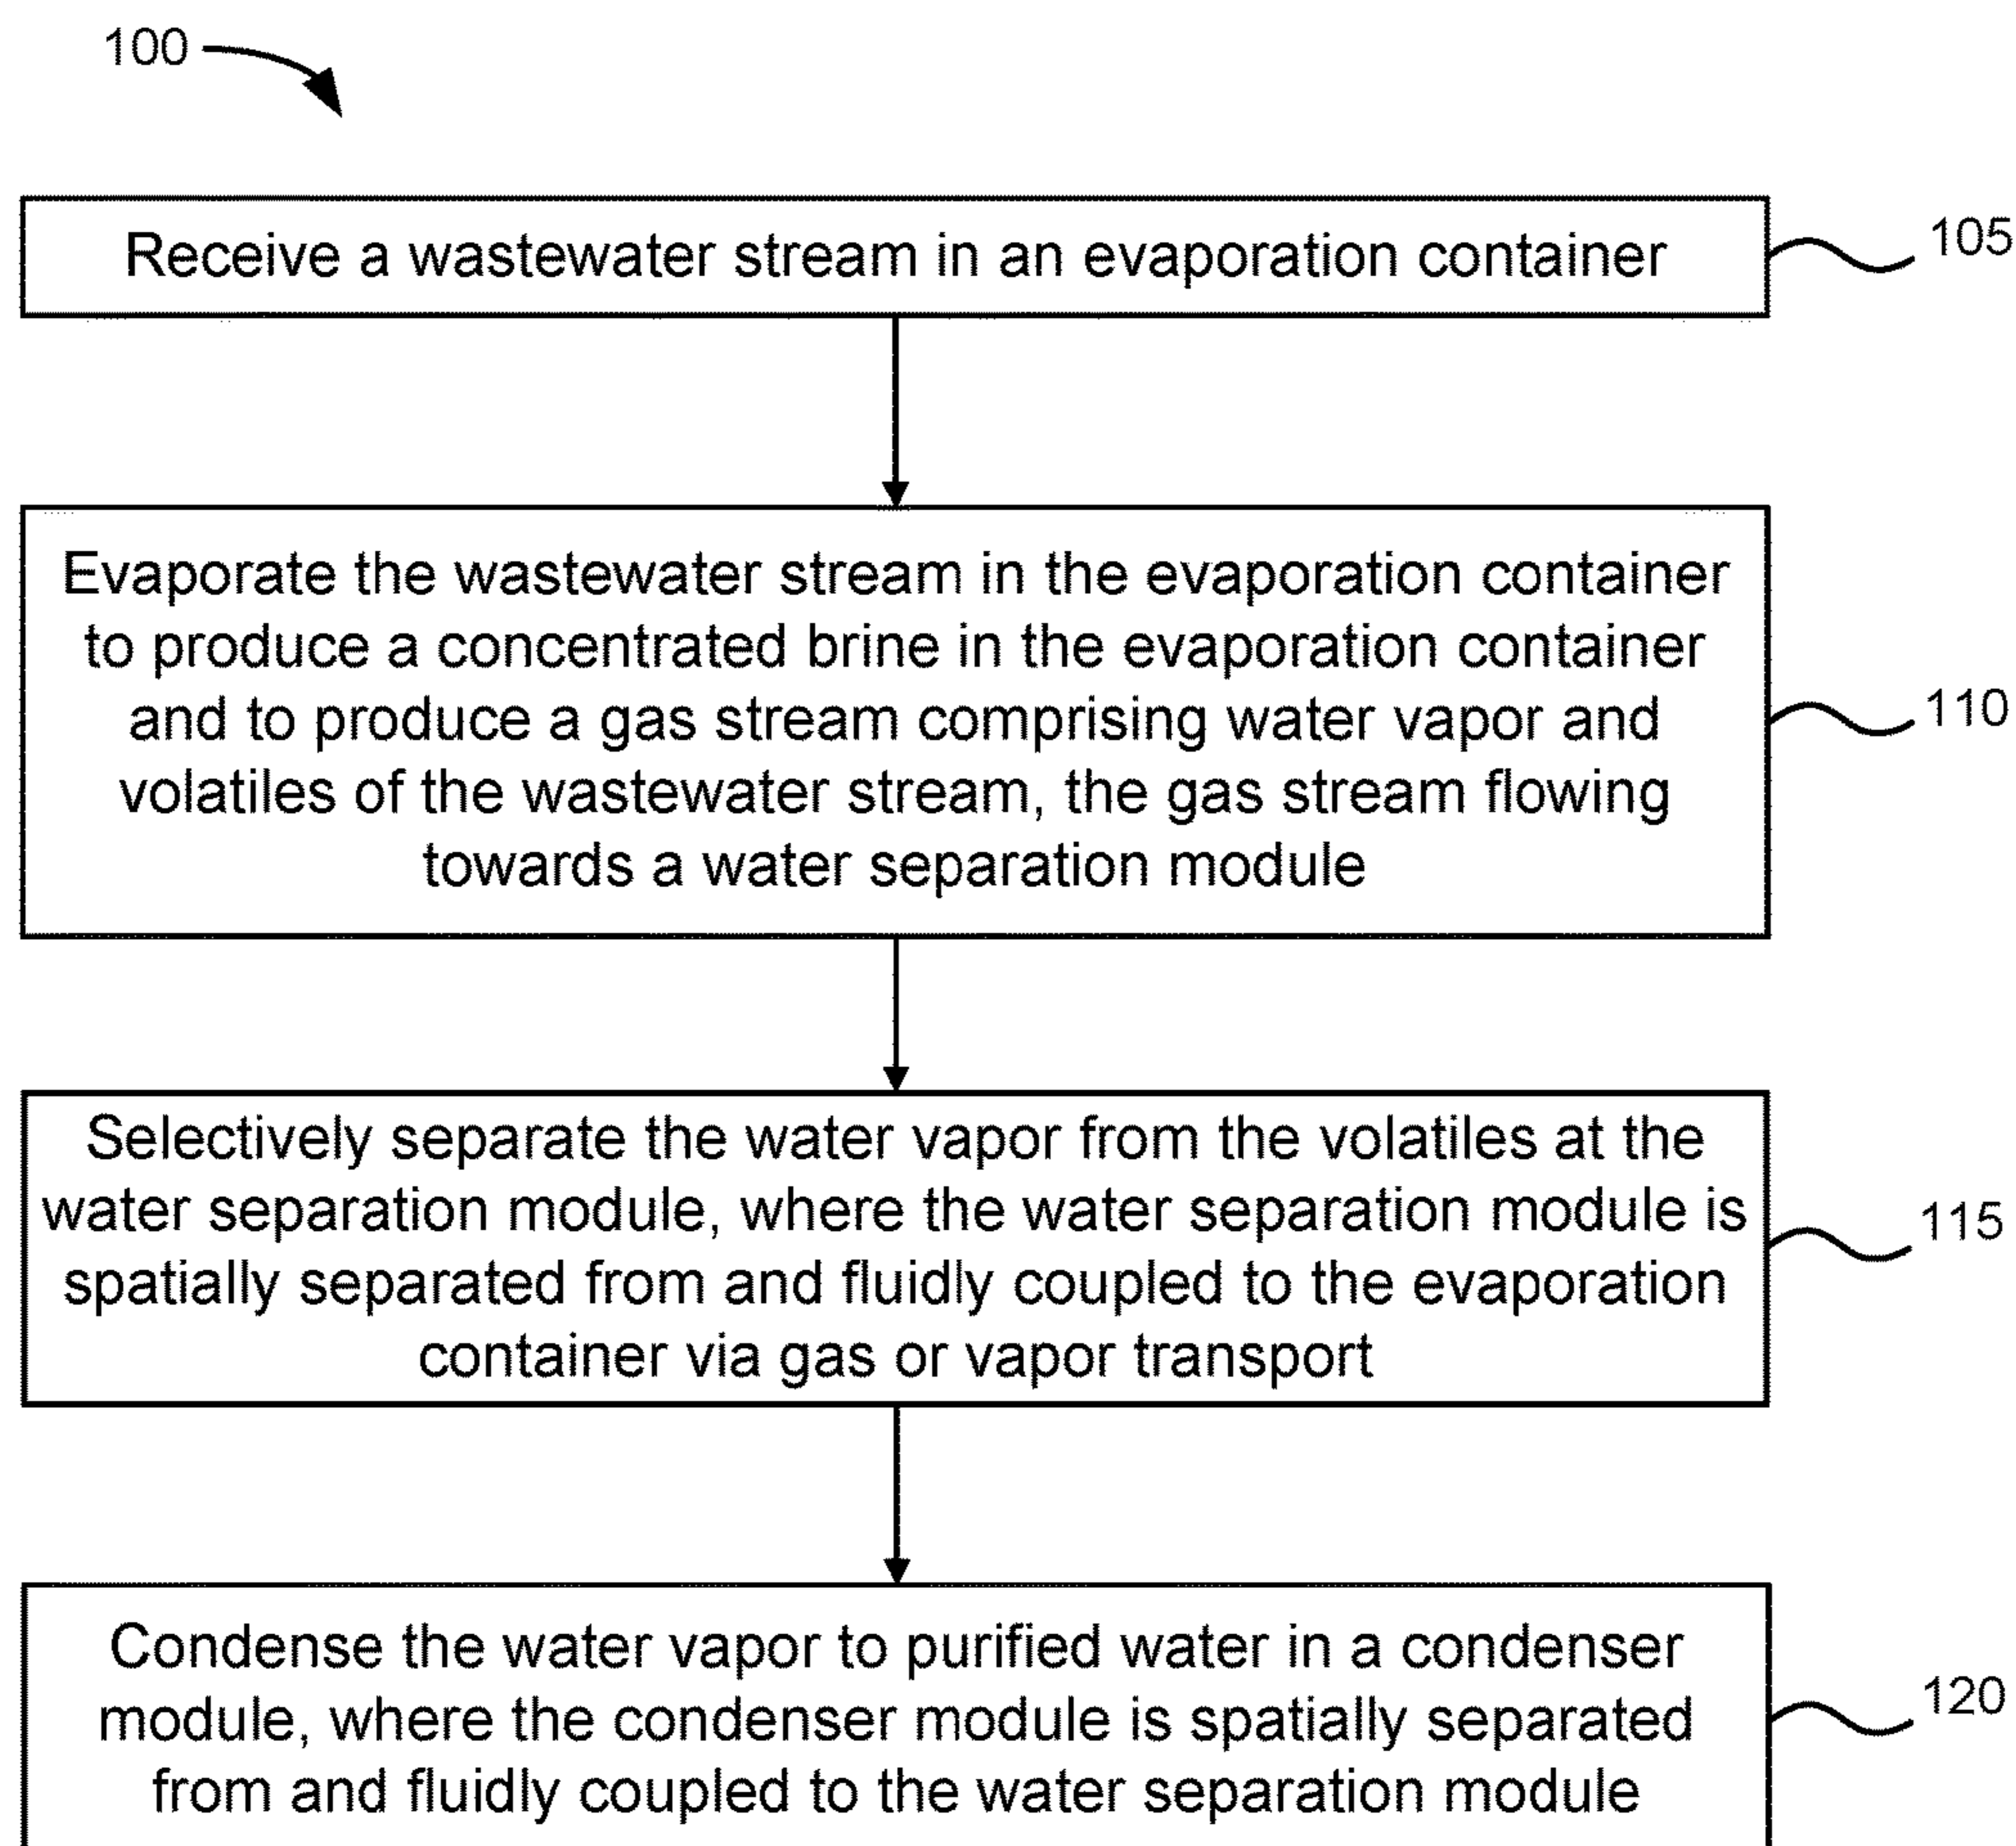 100
Receive a wastewater stream in an evaporation container
105
Evaporate the wastewater stream in the evaporation container
to produce a concentrated brine in the evaporation container
and to produce a gas stream comprising water vapor and
volatiles of the wastewater stream, the gas stream flowing
towards a water separation module
110
Selectively separate the water vapor from the volatiles at the
water separation module, where the water separation module is
spatially separated from and fluidly coupled to the evaporation
container via gas or vapor transport
115
Condense the water vapor to purified water in a condenser
module, where the condenser module is spatially separated
from and fluidly coupled to the water separation module
120